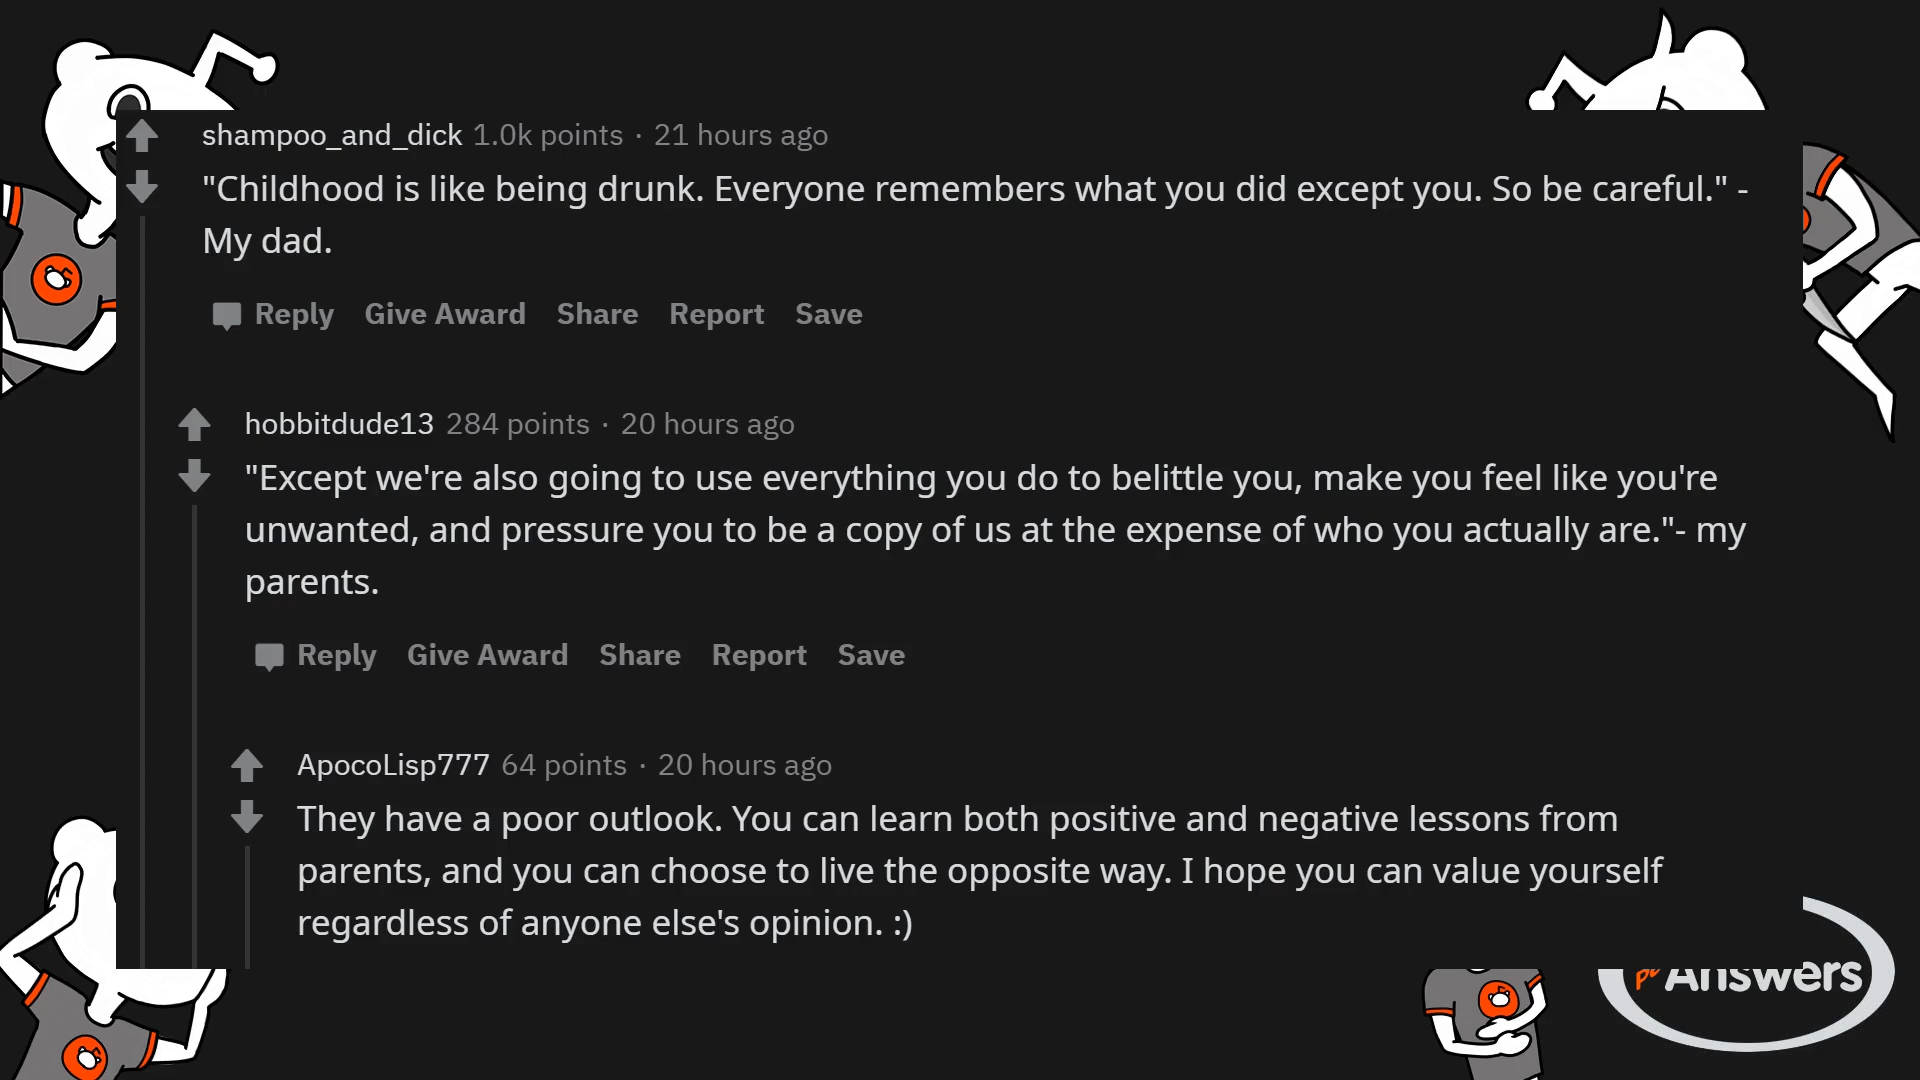 shampoo_and_dick 1.0k points · 21 hours ago
"Childhood is like being drunk. Everyone remembers what you did except you. So be careful." -
My dad.
Reply Give Award Share Report Save
hobbitdude13 284 points · 20 hours ago
"Except we're also going to use everything you do to belittle you, make you feel like you're
unwanted, and pressure you to be a copy of us at the expense of who you actually are."- my
parents.
Reply Give Award Share Report Save
ApocoLisp777 64 points · 20 hours ago
They have a poor outlook. You can learn both positive and negative lessons from
parents, and you can choose to live the opposite way. I hope you can value yourself
regardless of anyone else's opinion. :)
Answers